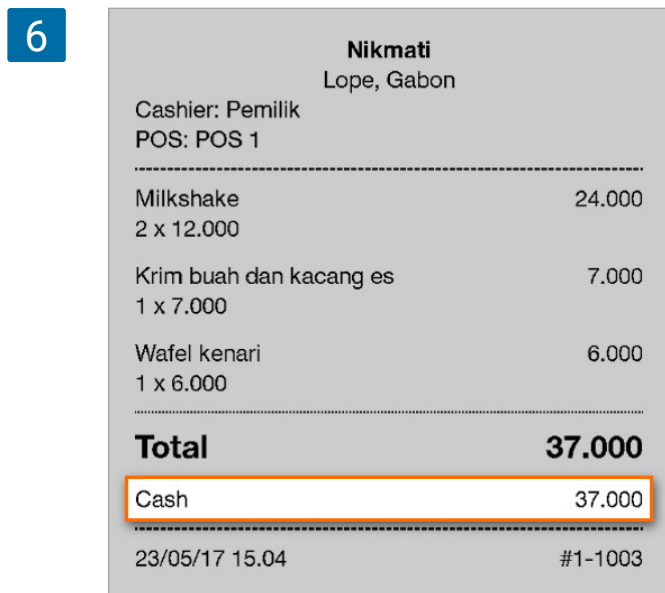 6
Nikmati
Lope, Gabon
Cashier: Pemilik
POS: POS 1
Milkshake 24.000
2 x 12.000
Krim buah dan kacang es 7.000
1 x 7.000
Wafel kenari 6.000
1 x 6.000
Total 37.000
Cash 37.000
23/05/17 15.04 #1-1003